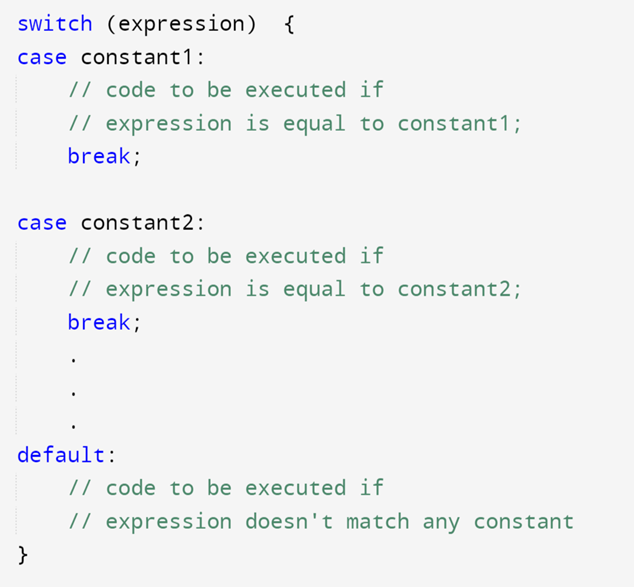 switch (expression)  {
case constant1:
    // code to be executed if
    // expression is equal to constant1;
    break;

case constant2:
    // code to be executed if
    // expression is equal to constant2;
    break;
    .
    .
    .
default:
    // code to be executed if
    // expression doesn't match any constant
}